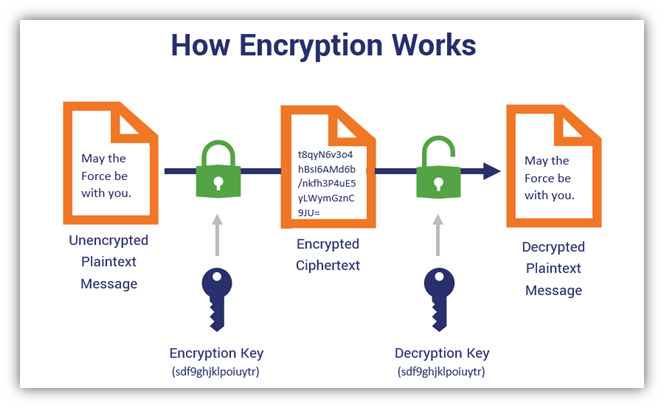 How Encryption Works
May the
Force be
with you.
t8qyN6v3o4
hBsI6AMd6b
/nkfh3P4uE5
yLWymGznC
9JU=
May the
Force be
with you.
Unencrypted
Plaintext
Message
Encrypted
Ciphertext
Decrypted
Plaintext
Message
Encryption Key
(sdf9ghjklpoiuytr)
Decryption Key
(sdf9ghjklpoiuytr)